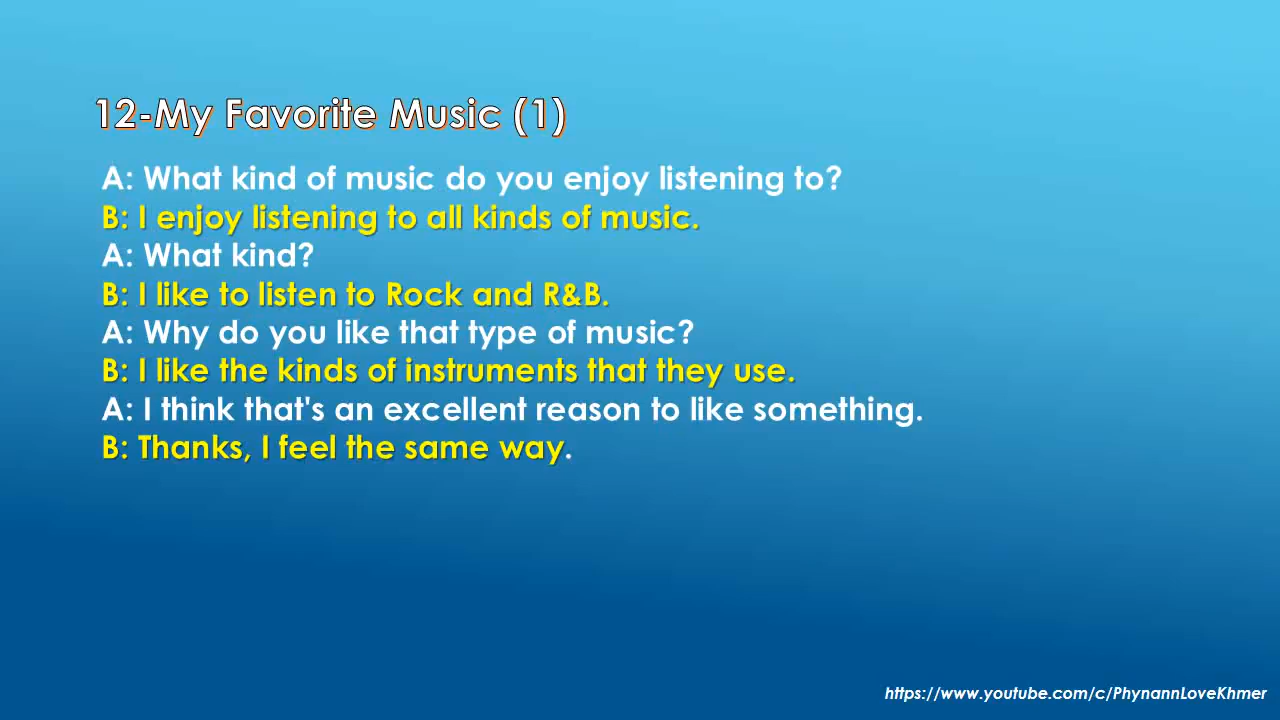 12-My Favorite Music (1)
A: What kind of music do you enjoy listening to?
B: I enjoy listening to all kinds of music.
A: What kind?
B: I like to listen to Rock and R&B.
A: Why do you like that type of music?
B: I like the kinds of instruments that they use.
A: I think that's an excellent reason to like something.
B: Thanks, I feel the same way.
https://www.youtube.com/c/PhynannLoveKhmer